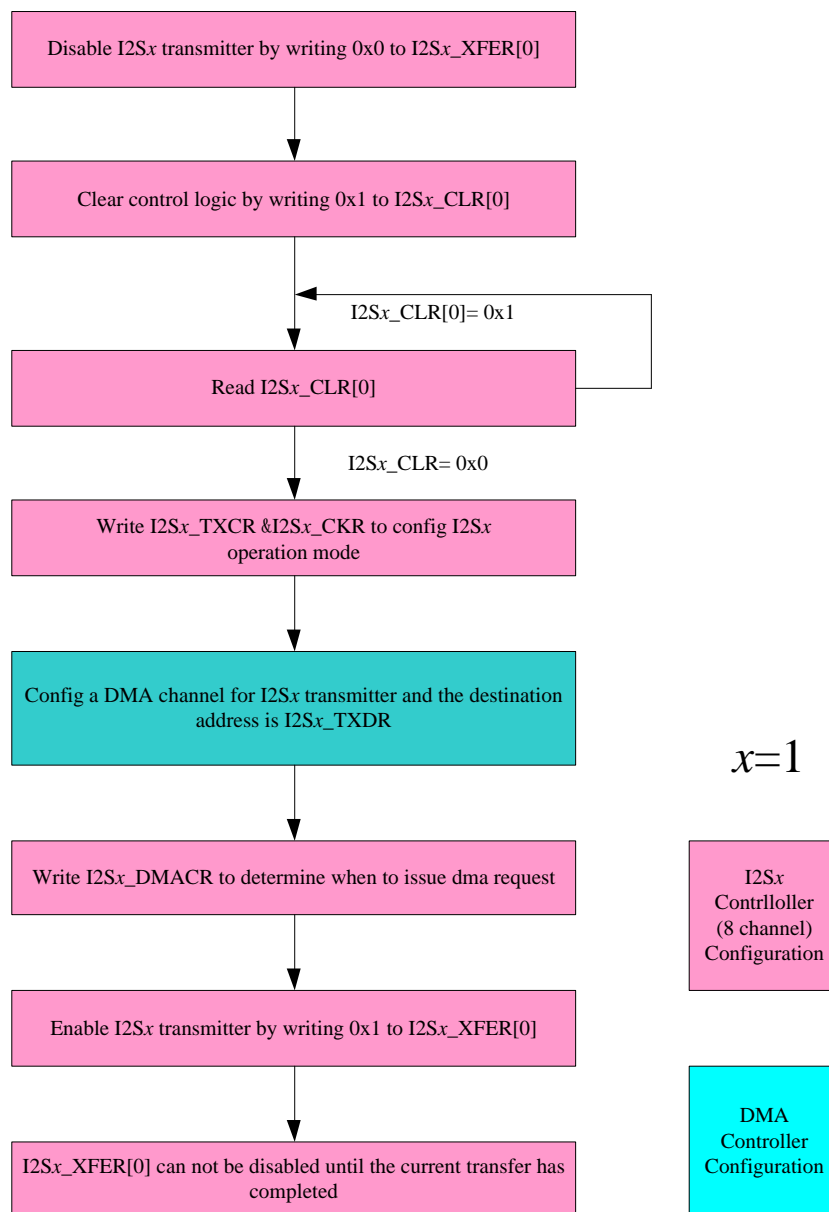 Disable I2Sx transmitter by writing 0x0 to I2Sx_XFER[0]
Clear control logic by writing 0x1 to I2Sx_CLR[0]
I2Sx_CLR[0]= 0x1
Read I2Sx_CLR[0]
I2Sx_CLR= 0x0
Write I2Sx_TXCR &I2Sx_CKR to config I2Sx
operation mode
Config a DMA channel for I2Sx transmitter and the destination
address is I2Sx_TXDR
x=1
Write I2Sx_DMACR to determine when to issue dma request
I2Sx
Contrlloller
(8 channel)
Configuration
Enable I2Sx transmitter by writing 0x1 to I2Sx_XFER[0]
DMA
Controller
Configuration
I2Sx_XFER[0] can not be disabled until the current transfer has
completed